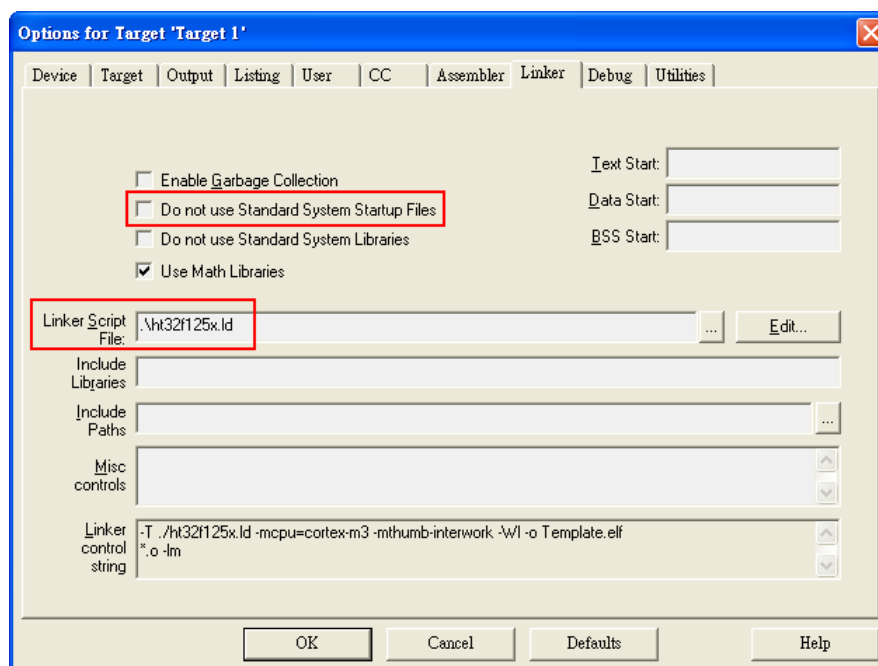 Options for Target 'Target 1'
Device Target Output Listing User CC Assembler Linker Debug Utilities
Enable Garbage Collection
Do not use Standard System Startup Files
Do not use Standard System Libraries
Use Math Libraries
Text Start:
Data Start:
BSS Start:
Linker Script
File:
.\ht32f125x.ld
...
Edit...
Include
Libraries
Include
Paths
...
Misc
controls
Linker
control
string
-T ./ht32f125x.ld -mcpu=cortex-m3 -mthumb-interwork -Wl -o Template.elf
*.o -lm
OK Cancel Defaults Help